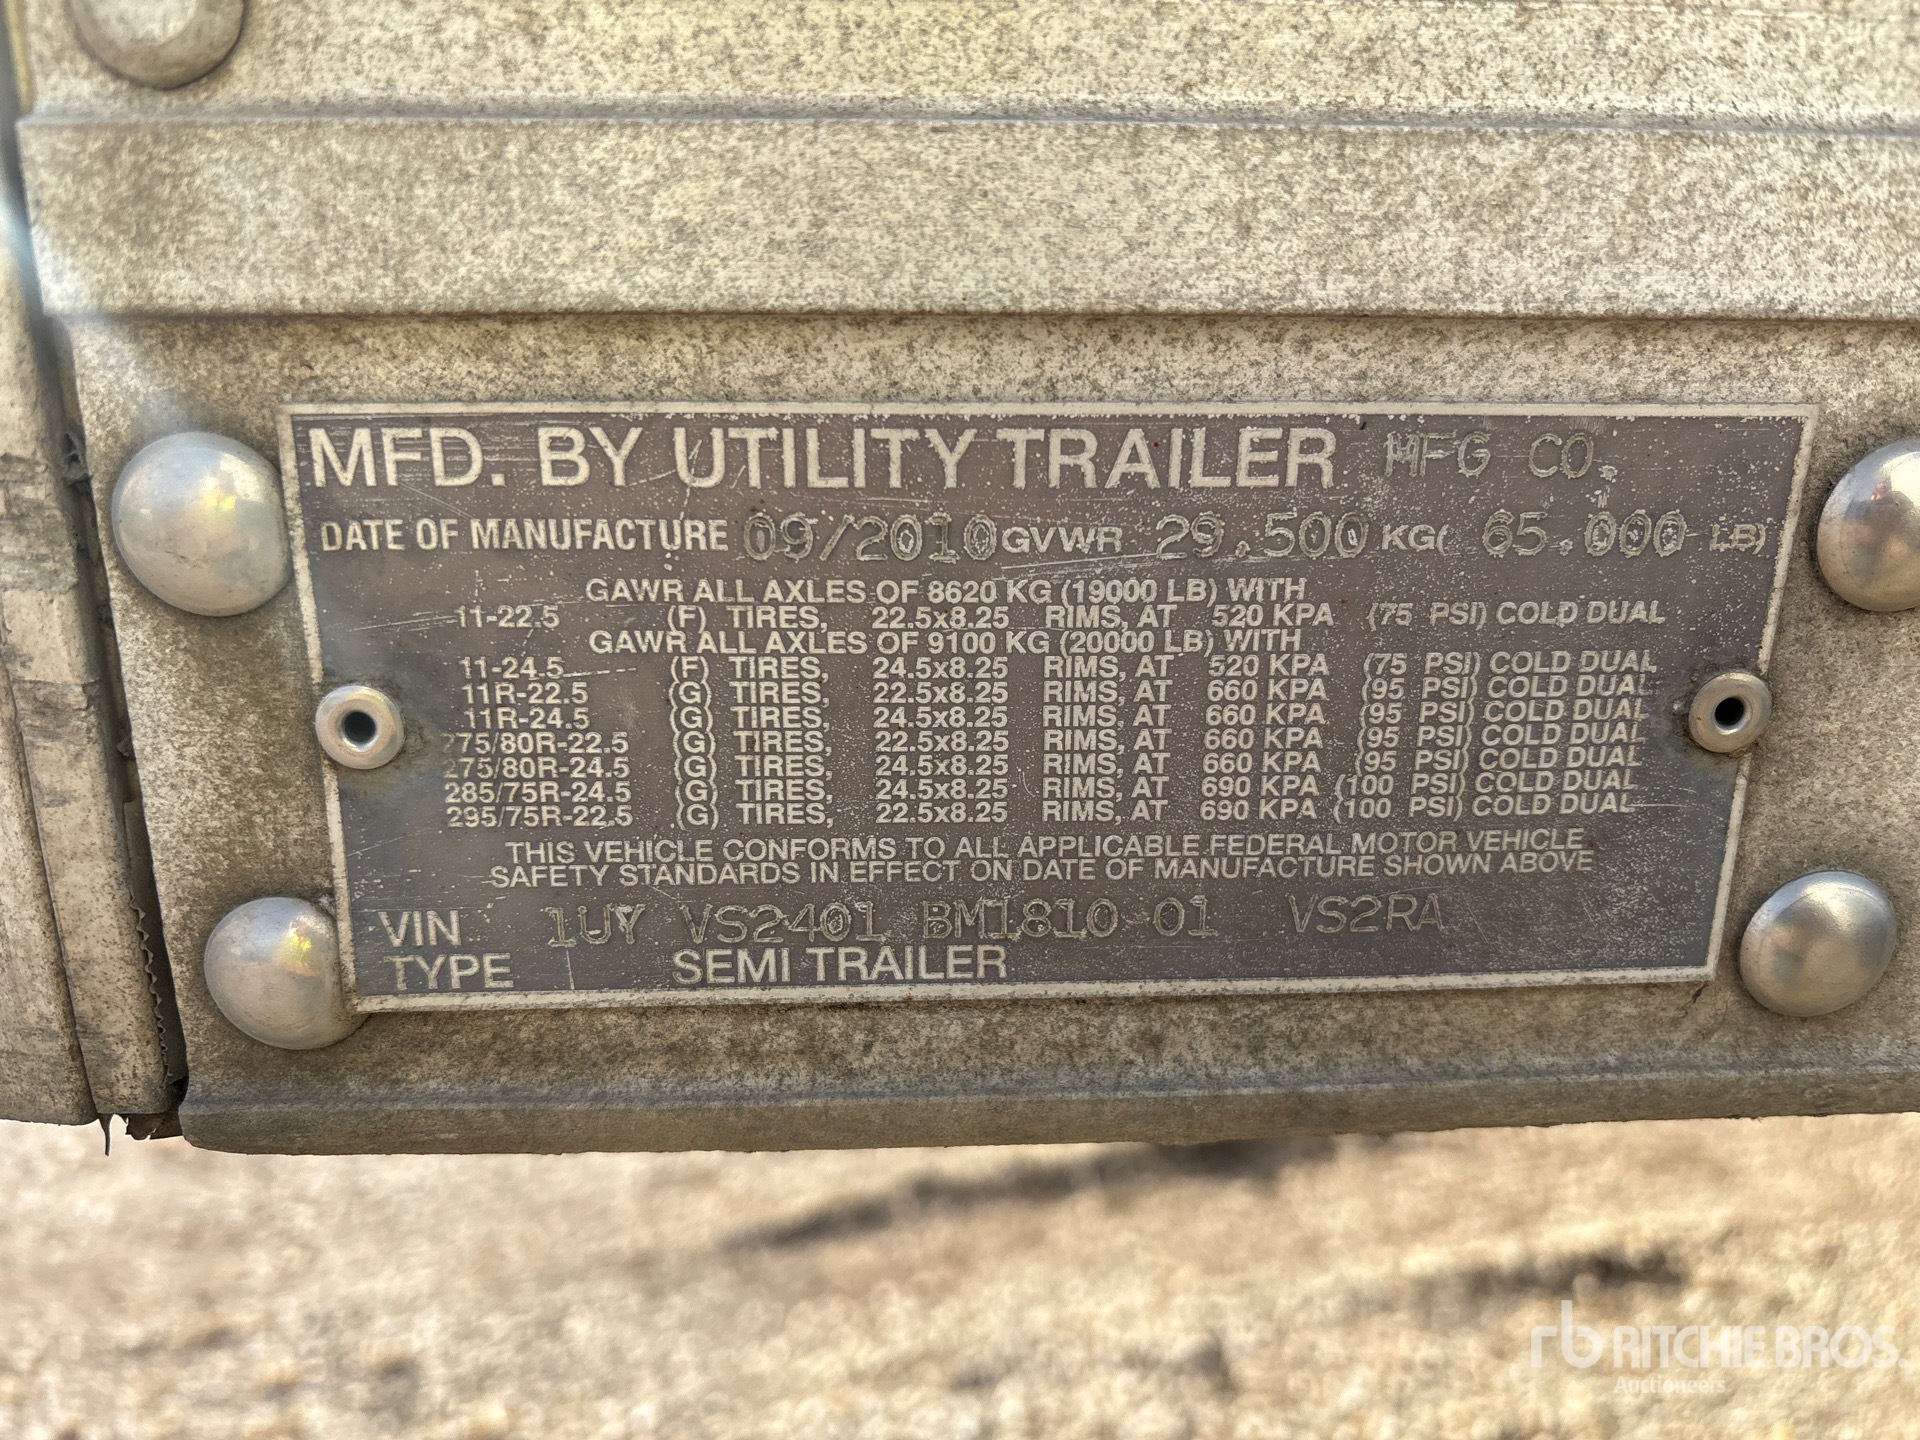 MFD. BY UTILITY TRAILER MFG CO.
DATE OF MANUFACTURE 09/2010 GVWR 29.500 KG( 65.000 LB)
GAWR ALL AXLES OF 8620 KG (19000 LB) WITH
11-22.5 (F) TIRES, 22.5x8.25 RIMS, AT 520 KPA (75 PSI) COLD DUAL
GAWR ALL AXLES OF 9100 KG (20000 LB) WITH
11-24.5 (F) TIRES, 24.5x8.25 RIMS, AT 520 KPA (75 PSI) COLD DUAL
11R-22.5 (G) TIRES, 22.5x8.25 RIMS, AT 660 KPA (95 PSI) COLD DUAL
11R-24.5 (G) TIRES, 24.5x8.25 RIMS, AT 660 KPA (95 PSI) COLD DUAL
275/80R-22.5 (G) TIRES, 22.5x8.25 RIMS, AT 660 KPA (95 PSI) COLD DUAL
275/80R-24.5 (G) TIRES, 24.5x8.25 RIMS, AT 660 KPA (95 PSI) COLD DUAL
285/75R-24.5 (G) TIRES, 24.5x8.25 RIMS, AT 690 KPA (100 PSI) COLD DUAL
295/75R-22.5 (G) TIRES, 22.5x8.25 RIMS, AT 690 KPA (100 PSI) COLD DUAL
THIS VEHICLE CONFORMS TO ALL APPLICABLE FEDERAL MOTOR VEHICLE
SAFETY STANDARDS IN EFFECT ON DATE OF MANUFACTURE SHOWN ABOVE
VIN 1UY VS2401 BM1810 01 VS2RA
TYPE SEMI TRAILER
rb RITCHIE BROS.
Auctioneers